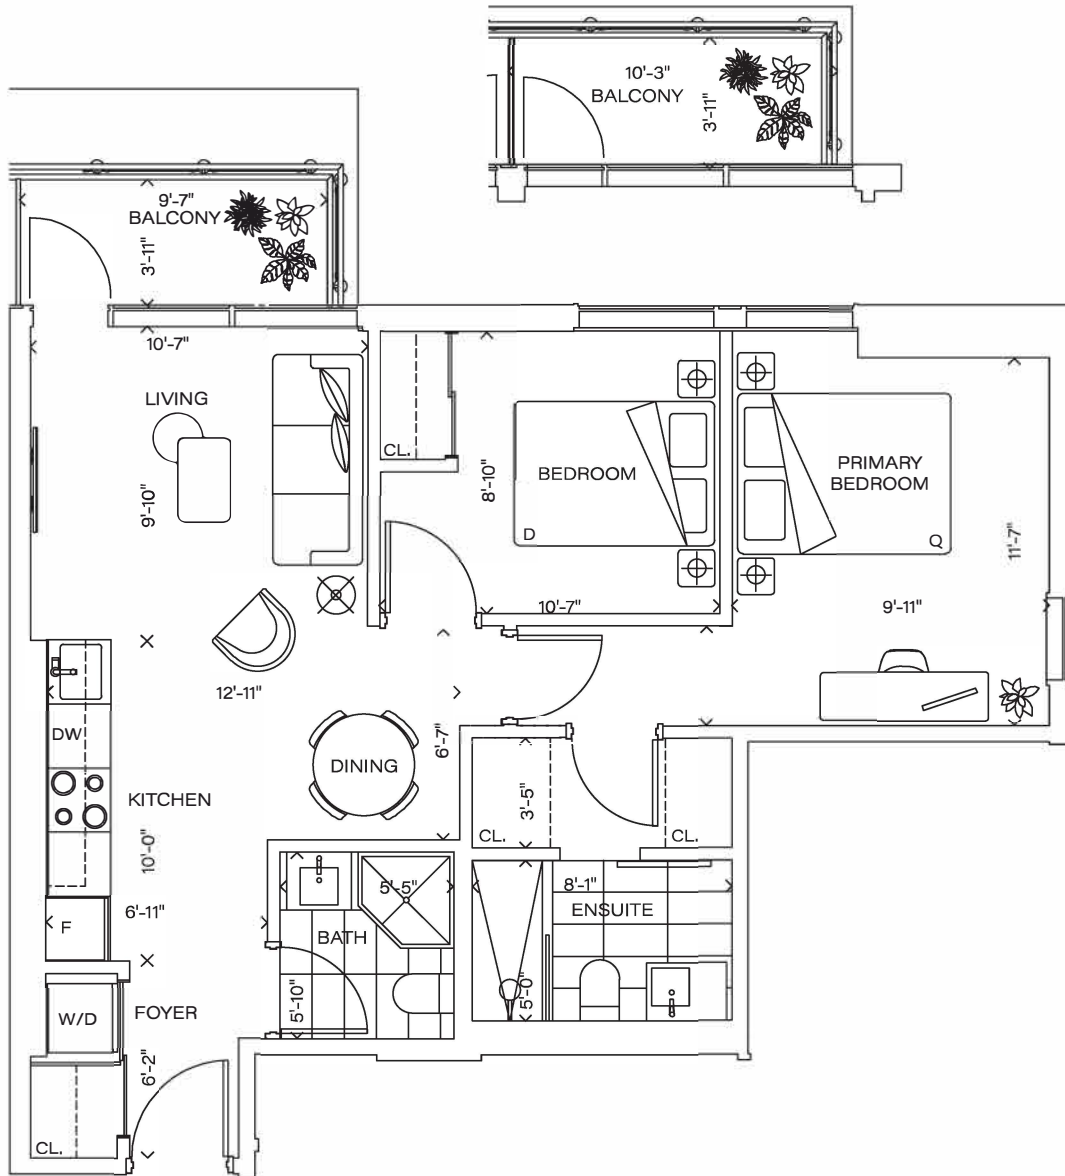 10'-3"
BALCONY
3'-11"
9'-7"
BALCONY
3'-11"
10'-7"
LIVING
9'-10"
CL.
8'-10"
BEDROOM
D
10'-7"
PRIMARY
BEDROOM
Q
11'-7"
9'-11"
12'-11"
6'-7"
DW
DINING
KITCHEN
10'-0"
3'-5"
CL.
CL.
6'-11"
F
5'-5"
BATH
5'-10"
8'-1"
ENSUITE
5'-0"
W/D
FOYER
6'-2"
CL.